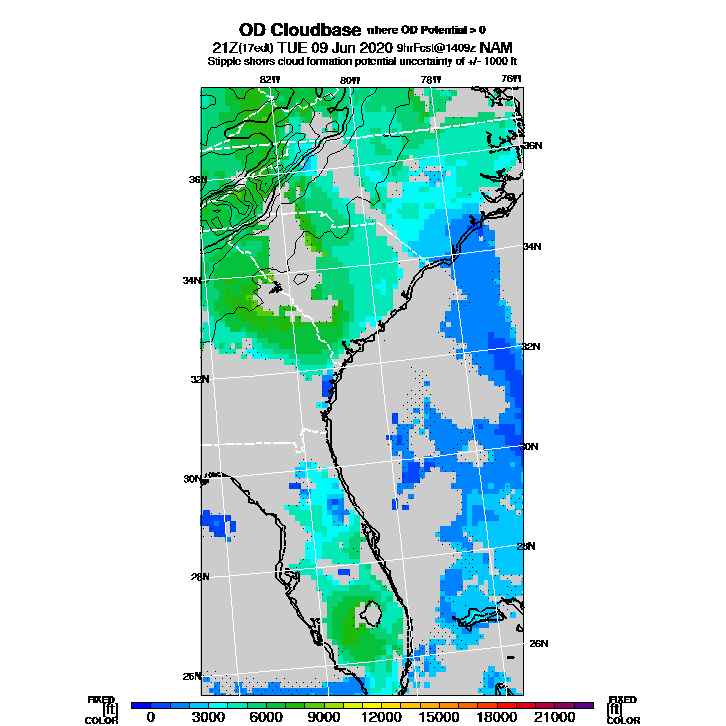 OD Cloudbase where OD Potential > 0
21Z(17edt) TUE 09 Jun 2020 9hrFcst@1409z NAM
Stipple shows cloud formation potential uncertainty of +/- 1000 ft
82W 80W 78W 76W
36N
36N
34N
34N
32N
32N
30N
30N
28N
28N
26N
26N
FIXED FIXED
[ft] [ft]
COLOR COLOR
0 3000 6000 9000 12000 15000 18000 21000